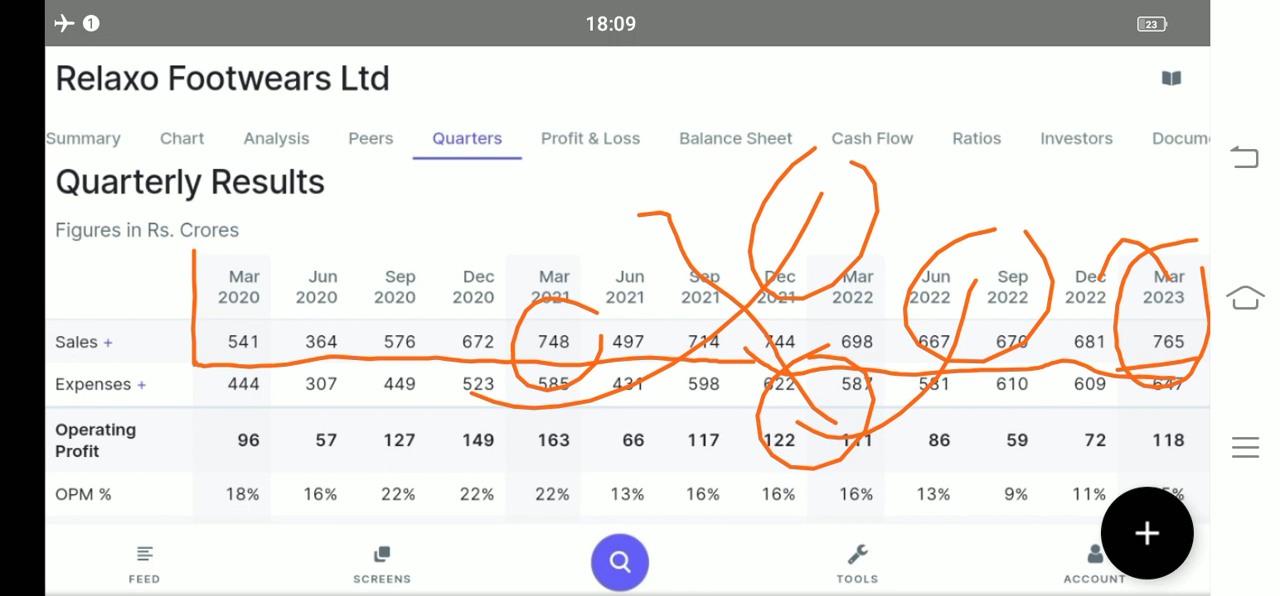 1 18:09 23
Relaxo Footwears Ltd
Summary Chart Analysis Peers Quarters Profit & Loss Balance Sheet Cash Flow Ratios Investors Docum
Quarterly Results
Figures in Rs. Crores
Mar Jun Sep Dec Mar Jun Sep Dec Mar Jun Sep Dec Mar
2020 2020 2020 2020 2021 2021 2021 2021 2022 2022 2022 2022 2023
Sales + 541 364 576 672 748 497 714 744 698 667 670 681 765
Expenses + 444 307 449 523 585 431 598 622 587 581 610 609 647
Operating
Profit 96 57 127 149 163 66 117 122 111 86 59 72 118
OPM % 18% 16% 22% 22% 22% 13% 16% 16% 16% 13% 9% 11% 5%
FEED SCREENS TOOLS ACCOUNT